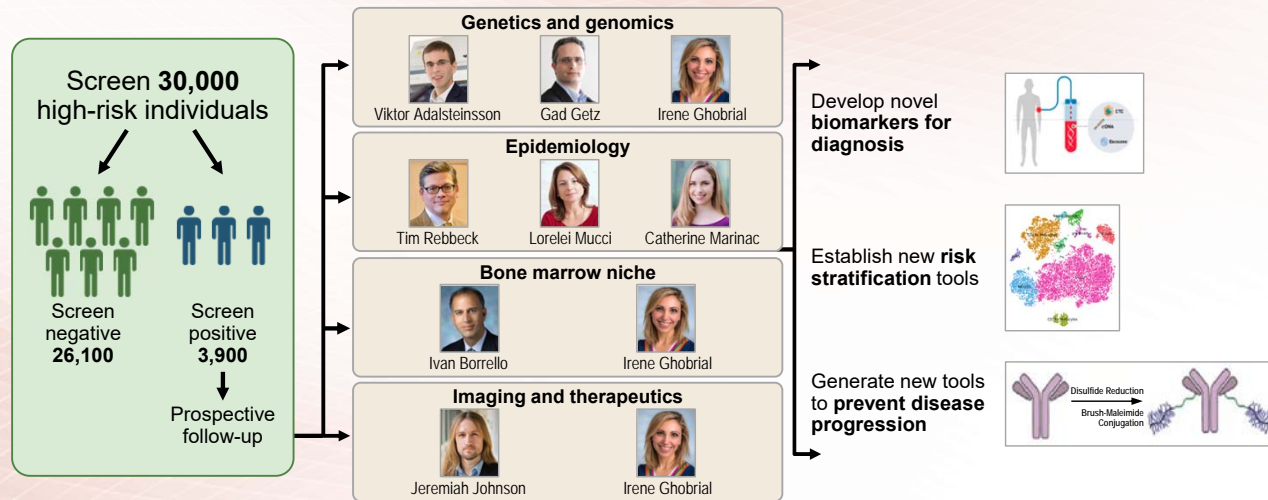 Screen 30,000
high-risk individuals
Screen
negative
26,100
Screen
positive
3,900
Prospective
follow-up
Genetics and genomics
Viktor Adalsteinsson
Gad Getz
Irene Ghobrial
Epidemiology
Tim Rebbeck
Lorelei Mucci
Catherine Marinac
Bone marrow niche
Ivan Borrello
Irene Ghobrial
Imaging and therapeutics
Jeremiah Johnson
Irene Ghobrial
Develop novel
biomarkers for
diagnosis
CTC
Exosomes
Establish new risk
stratification tools
Generate new tools
to prevent disease
progression
Disulfide Reduction
Brush-Maleimide
Conjugation